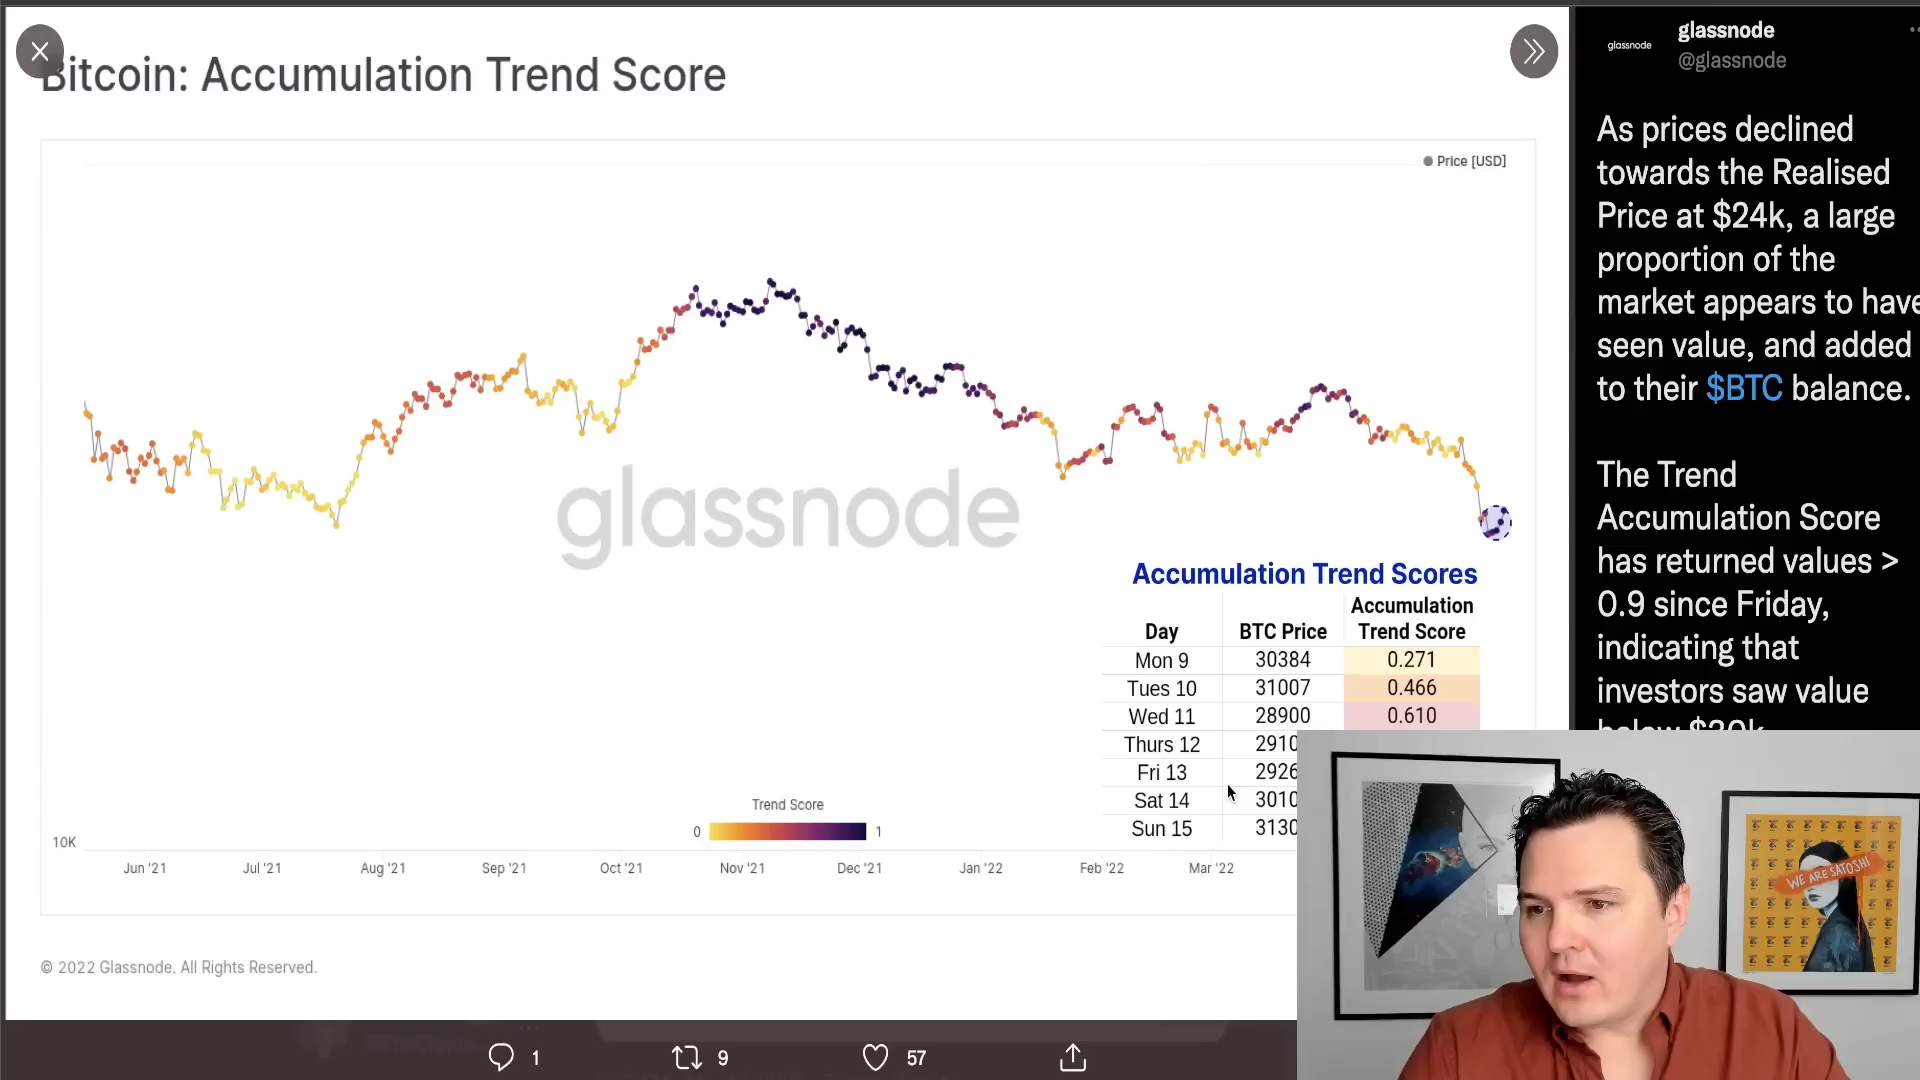 Bitcoin: Accumulation Trend Score
Price [USD]
glassnode
Accumulation Trend Scores
Day BTC Price Accumulation Trend Score
Mon 9 30384 0.271
Tues 10 31007 0.466
Wed 11 28900 0.610
Thurs 12 2910
Fri 13 2926
Sat 14 3010
Sun 15 3130
Trend Score
0 1
10K
Jun '21 Jul '21 Aug '21 Sep '21 Oct '21 Nov '21 Dec '21 Jan '22 Feb '22 Mar '22
© 2022 Glassnode. All Rights Reserved.
1 9 57
glassnode
glassnode
@glassnode
As prices declined
towards the Realised
Price at $24k, a large
proportion of the
market appears to have
seen value, and added
to their $BTC balance.
The Trend
Accumulation Score
has returned values >
0.9 since Friday,
indicating that
investors saw value
WE ARE SATOSHI